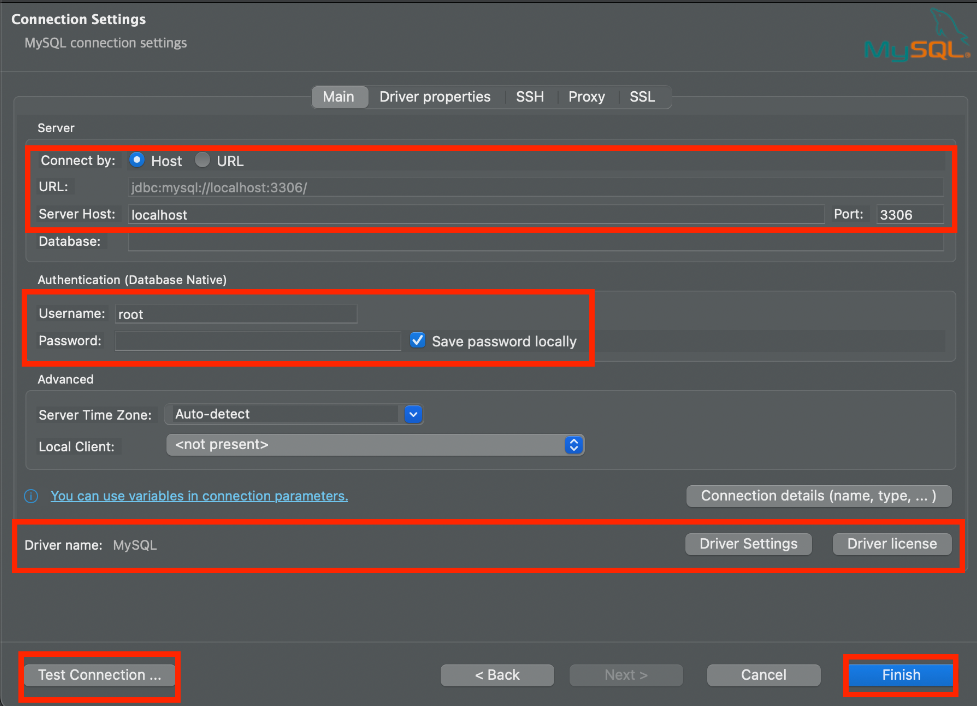 Connection Settings
MySQL connection settings
MySQL
Main Driver properties SSH Proxy SSL
Server
Connect by: Host URL
URL: jdbc:mysql://localhost:3306/
Server Host: localhost Port: 3306
Database:
Authentication (Database Native)
Username: root
Password: Save password locally
Advanced
Server Time Zone: Auto-detect
Local Client: <not present>
You can use variables in connection parameters. Connection details (name, type, ... )
Driver name: MySQL Driver Settings Driver license
Test Connection ... < Back Next > Cancel Finish